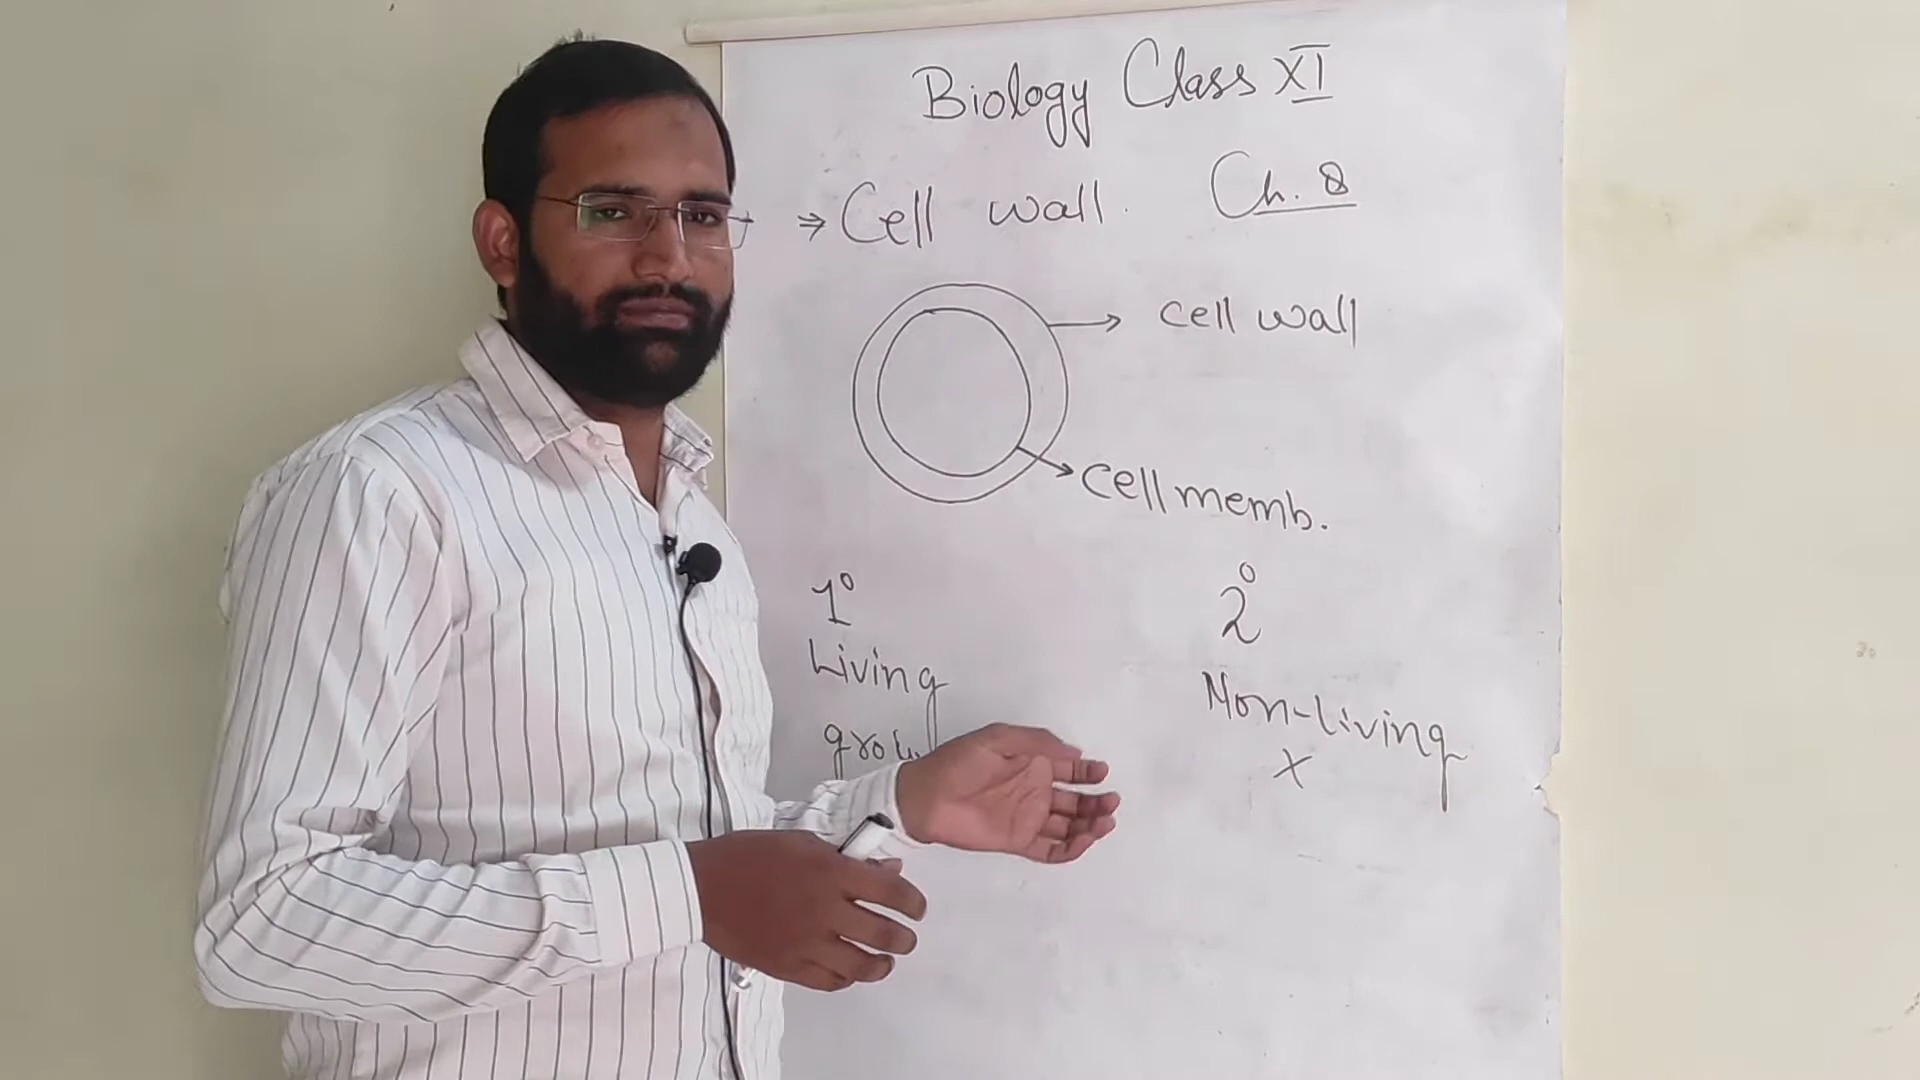 Biology Class XI
Ch. 8
⇒ Cell wall.
cell wall
cell memb.
1° 2°
Living Non-Living
x